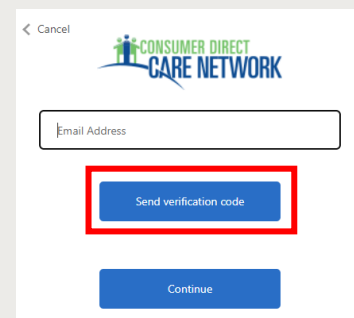 Cancel
CONSUMER DIRECT
CARE NETWORK
Email Address
Send verification code
Continue